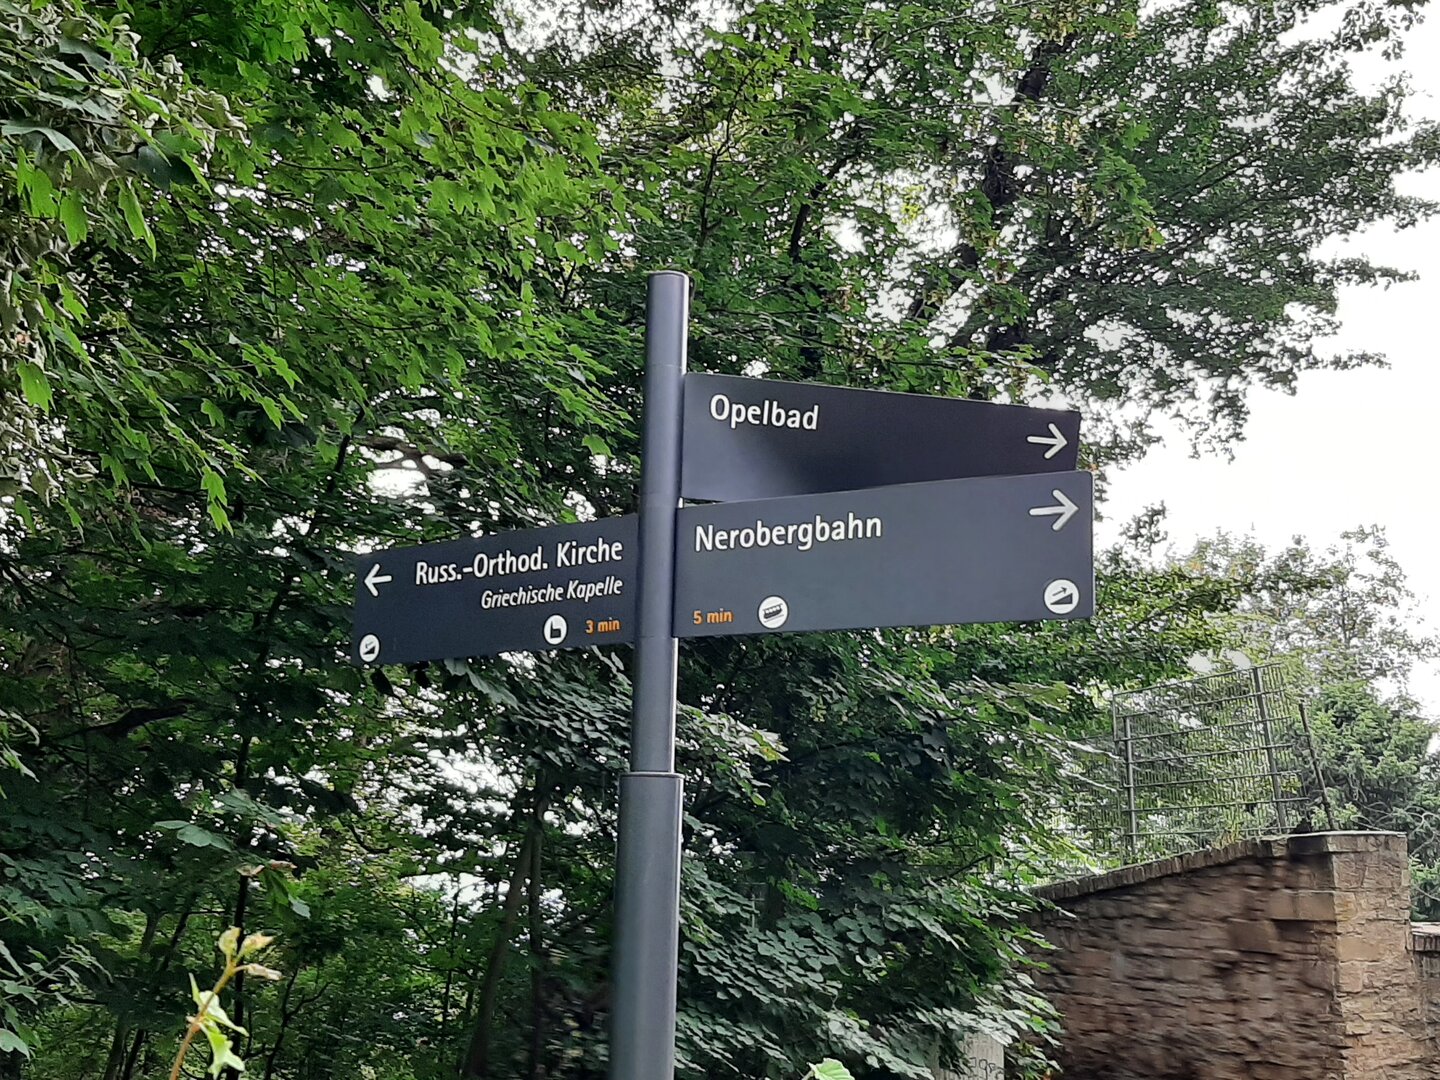 Opelbad
Nerobergbahn
5 min
Russ.-Orthod. Kirche
Griechische Kapelle
3 min